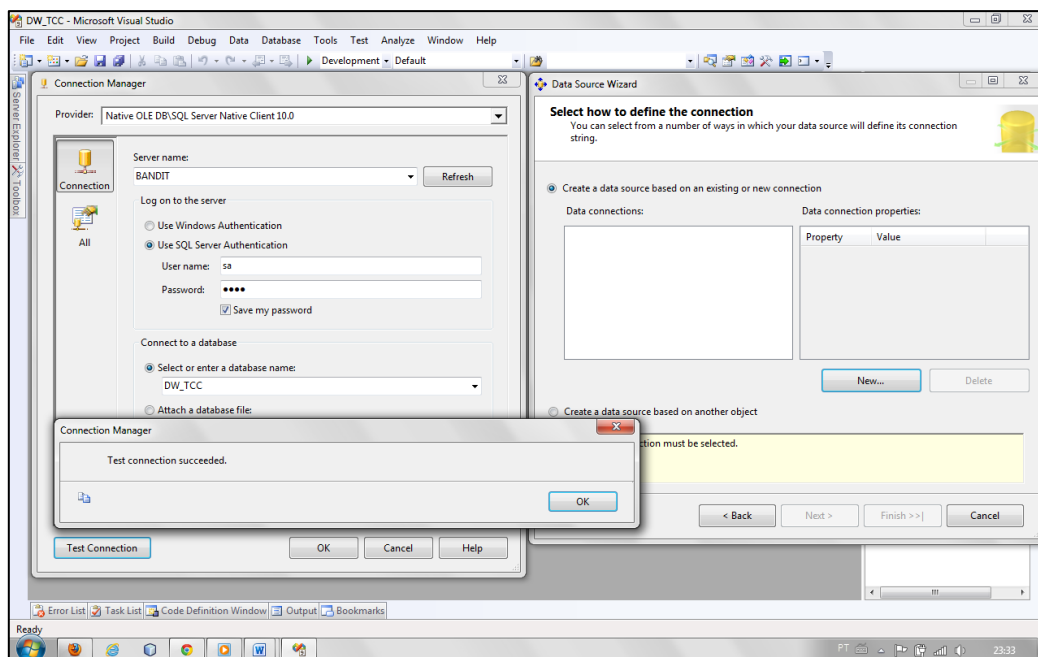 DW_TCC - Microsoft Visual Studio
File Edit View Project Build Debug Data Database Tools Test Analyze Window Help
Development Default
Server Explorer
Toolbox
Connection Manager
Provider: Native OLE DB\SQL Server Native Client 10.0
Connection
All
Server name:
BANDIT
Refresh
Log on to the server
Use Windows Authentication
Use SQL Server Authentication
User name: sa
Password: ••••
Save my password
Connect to a database
Select or enter a database name:
DW_TCC
Attach a database file:
Connection Manager
Test connection succeeded.
OK
Test Connection OK Cancel Help
Data Source Wizard
Select how to define the connection
You can select from a number of ways in which your data source will define its connection
string.
Create a data source based on an existing or new connection
Data connections: Data connection properties:
Property Value
New... Delete
Create a data source based on another object
ction must be selected.
< Back Next > Finish >>| Cancel
Error List Task List Code Definition Window Output Bookmarks
Ready
PT 23:33